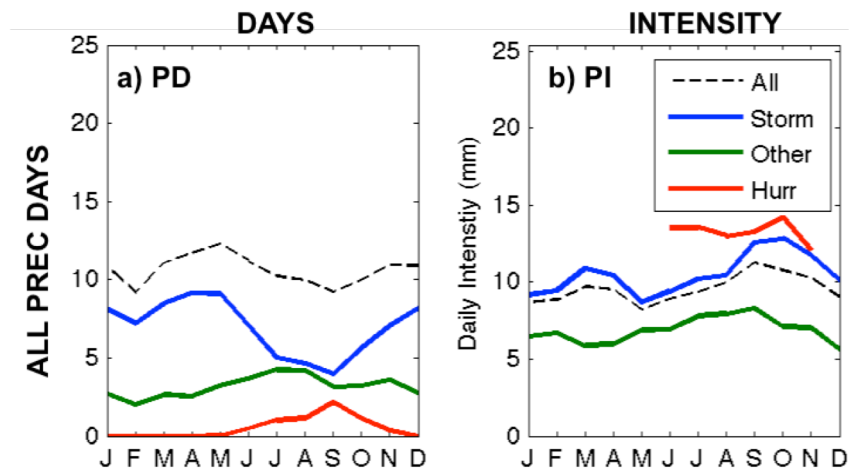 DAYS
INTENSITY
ALL PREC DAYS
a) PD
25
20
15
10
5
0
J F M A M J J A S O N D
b) PI
Daily Intenstiy (mm)
25
20
15
10
5
0
J F M A M J J A S O N D
All
Storm
Other
Hurr